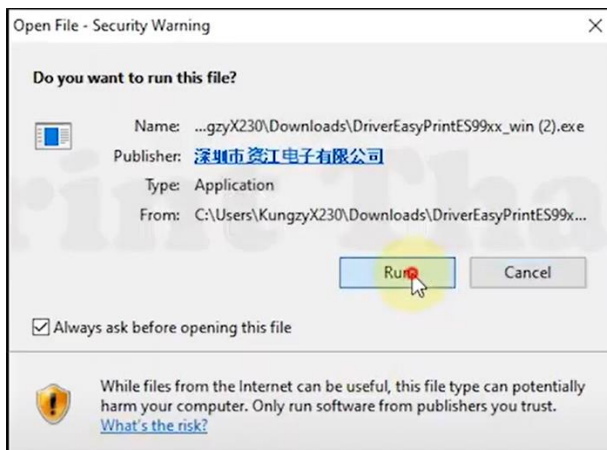 Open File - Security Warning
Do you want to run this file?
Name: ...gzyX230\Downloads\DriverEasyPrintES99xx_win (2).exe
Publisher: 深圳市资江电子有限公司
Type: Application
From: C:\Users\KungzyX230\Downloads\DriverEasyPrintES99x...
Run Cancel
Always ask before opening this file
While files from the Internet can be useful, this file type can potentially
harm your computer. Only run software from publishers you trust.
What's the risk?